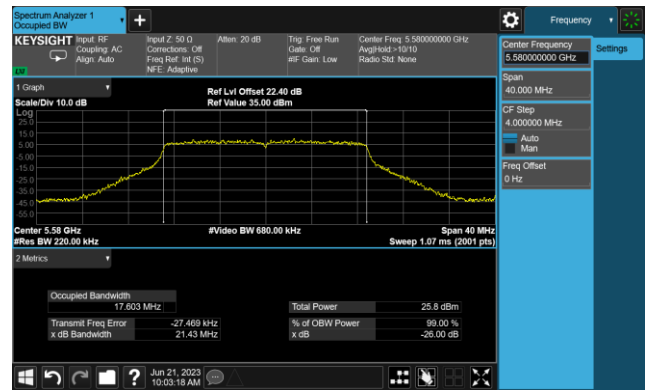 Spectrum Analyzer 1
Occupied BW
Frequency
KEYSIGHT
Input: RF
Coupling: AC
Align: Auto
Input Z: 50 Ω
Corrections: Off
Freq Ref: Int (S)
NFE: Adaptive
Atten: 20 dB
Trig: Free Run
Gate: Off
#IF Gain: Low
Center Freq: 5.580000000 GHz
Avg|Hold:>10/10
Radio Std: None
Center Frequency
5.580000000 GHz
Settings
Span
40.000 MHz
CF Step
4.000000 MHz
Auto
Man
Freq Offset
0 Hz
1 Graph
Scale/Div 10.0 dB
Ref Lvl Offset 22.40 dB
Ref Value 35.00 dBm
Log
25.0
15.0
5.00
-5.00
-15.0
-25.0
-35.0
-45.0
-55.0
Center 5.58 GHz
#Video BW 680.00 kHz
Span 40 MHz
#Res BW 220.00 kHz
Sweep 1.07 ms (2001 pts)
2 Metrics
Occupied Bandwidth
17.603 MHz
Total Power
25.8 dBm
Transmit Freq Error
-27.469 kHz
% of OBW Power
99.00 %
x dB Bandwidth
21.43 MHz
x dB
-26.00 dB
?
Jun 21, 2023
10:03:18 AM